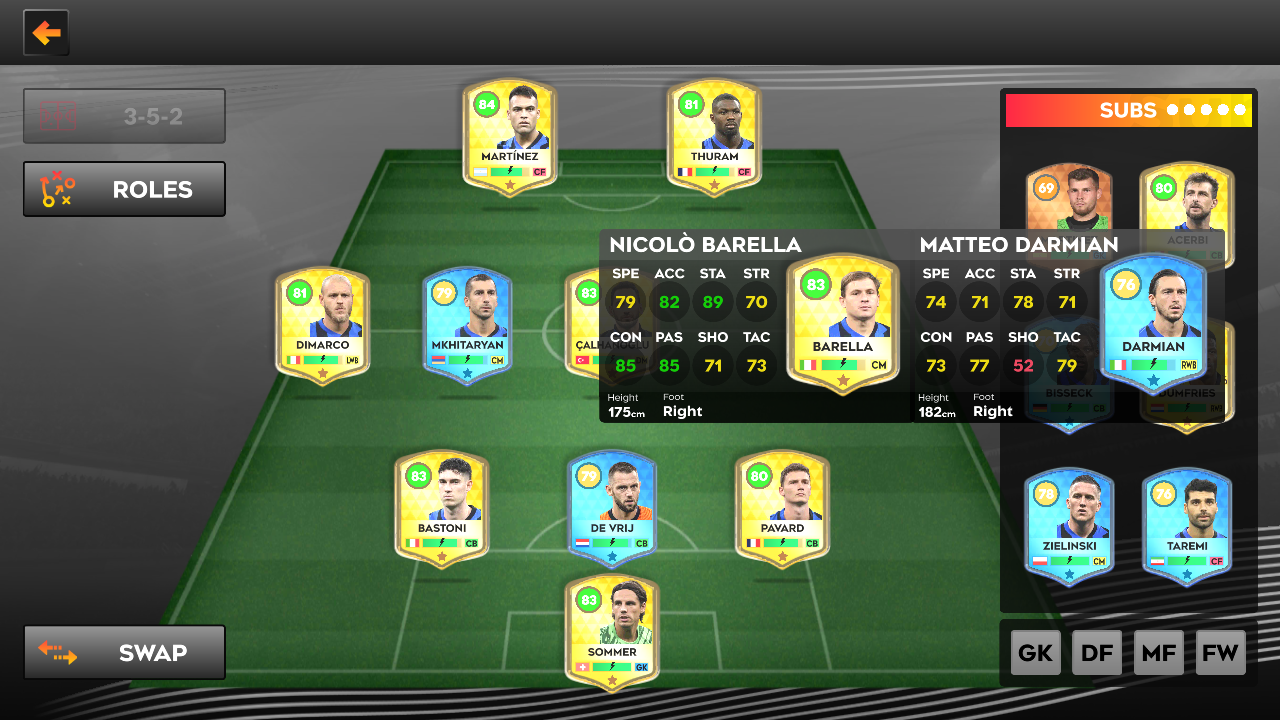 3-5-2
ROLES
SUBS
84
MARTÍNEZ
CF
81
THURAM
CF
69
80
ACERBI
CB
NICOLÒ BARELLA
SPE ACC STA STR
79 82 89 70
CON PAS SHO TAC
85 85 71 73
Height Foot
175cm Right
83
BARELLA
CM
MATTEO DARMIAN
SPE ACC STA STR
74 71 78 71
CON PAS SHO TAC
73 77 52 79
Height Foot
182cm Right
76
DARMIAN
RWB
81
DIMARCO
LWB
79
MKHITARYAN
CM
83
ÇALHANOĞLU
BISSECK
CB
DUMFRIES
RWB
83
BASTONI
CB
79
DE VRIJ
CB
80
PAVARD
CB
78
ZIELINSKI
CM
76
TAREMI
CF
83
SOMMER
GK
SWAP
GK DF MF FW